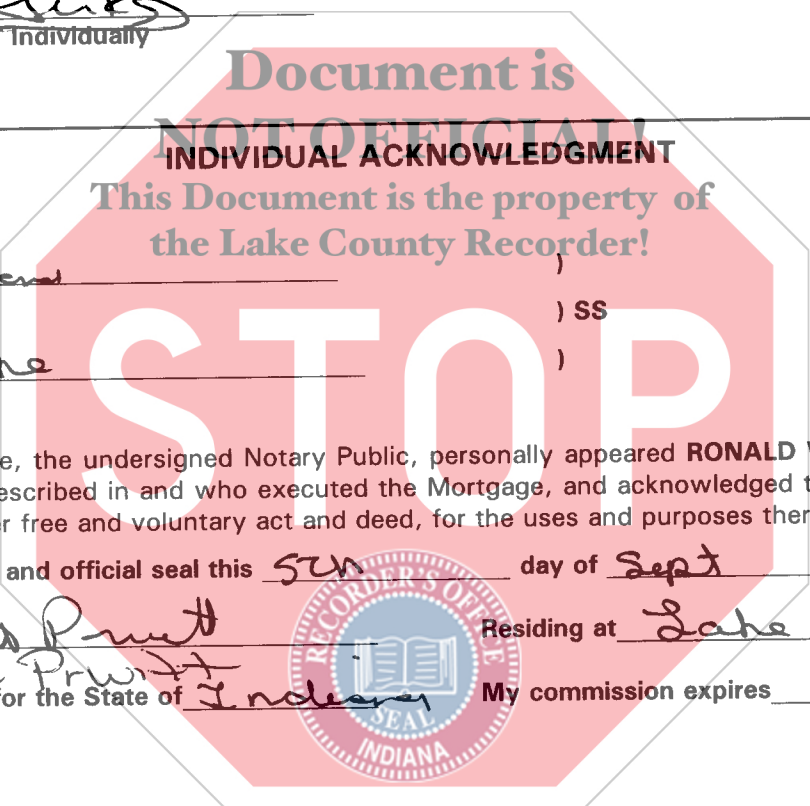 Individually
Document is
NOT OFFICIAL!
INDIVIDUAL ACKNOWLEDGMENT
This Document is the property of
the Lake County Recorder!
)
) SS
)
STOP
e, the undersigned Notary Public, personally appeared RONALD
escribed in and who executed the Mortgage, and acknowledged t
r free and voluntary act and deed, for the uses and purposes ther
and official seal this 5th day of Sept
Pruitt Residing at Lake
Pruitt
for the State of Indiana My commission expires
RECORDER'S OFFICE
SEAL
INDIANA